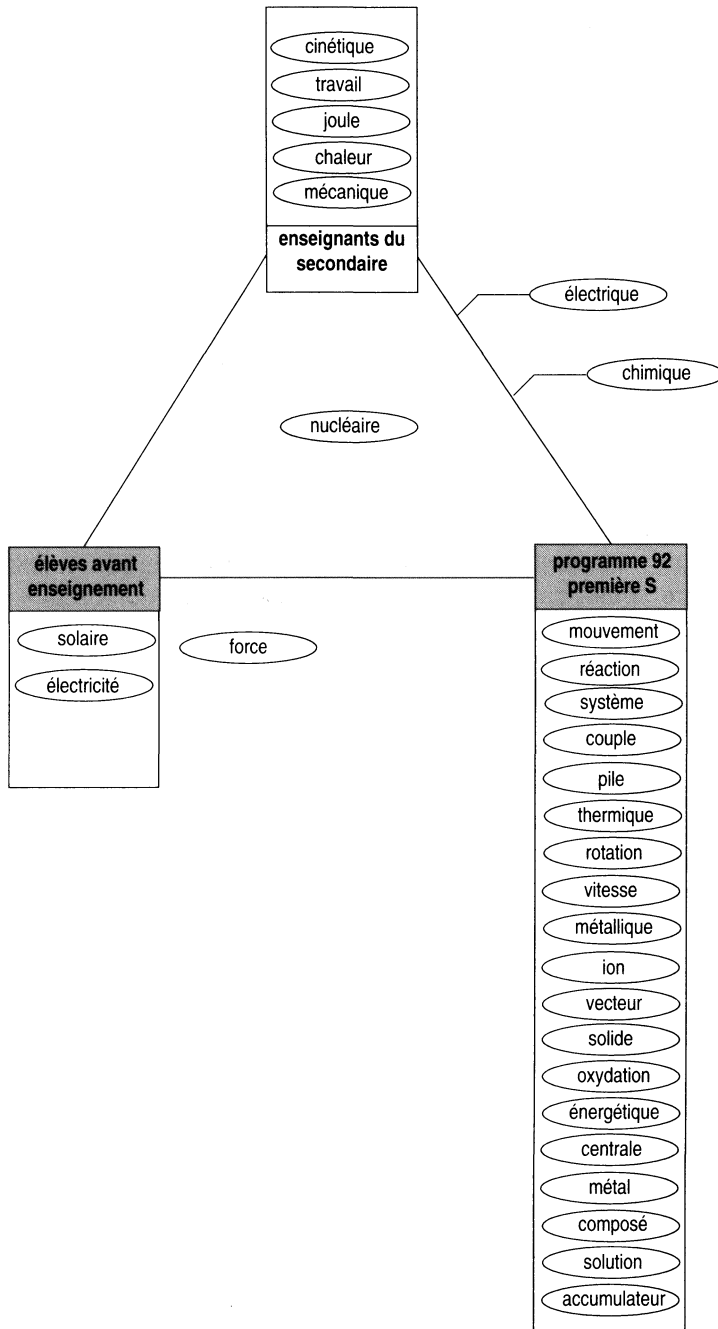 cinétique
travail
joule
chaleur
mécanique
enseignants du
secondaire
électrique
chimique
nucléaire
élèves avant
enseignement
solaire
électricité
force
programme 92
première S
mouvement
réaction
système
couple
pile
thermique
rotation
vitesse
métallique
ion
vecteur
solide
oxydation
énergétique
centrale
métal
composé
solution
accumulateur